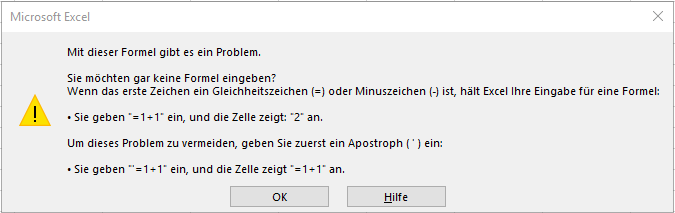 Microsoft Excel
Mit dieser Formel gibt es ein Problem.
Sie möchten gar keine Formel eingeben?
Wenn das erste Zeichen ein Gleichheitszeichen (=) oder Minuszeichen (-) ist, hält Excel Ihre Eingabe für eine Formel:
• Sie geben "=1+1" ein, und die Zelle zeigt: "2" an.
Um dieses Problem zu vermeiden, geben Sie zuerst ein Apostroph ( ' ) ein:
• Sie geben "'=1+1" ein, und die Zelle zeigt "=1+1" an.
OK
Hilfe